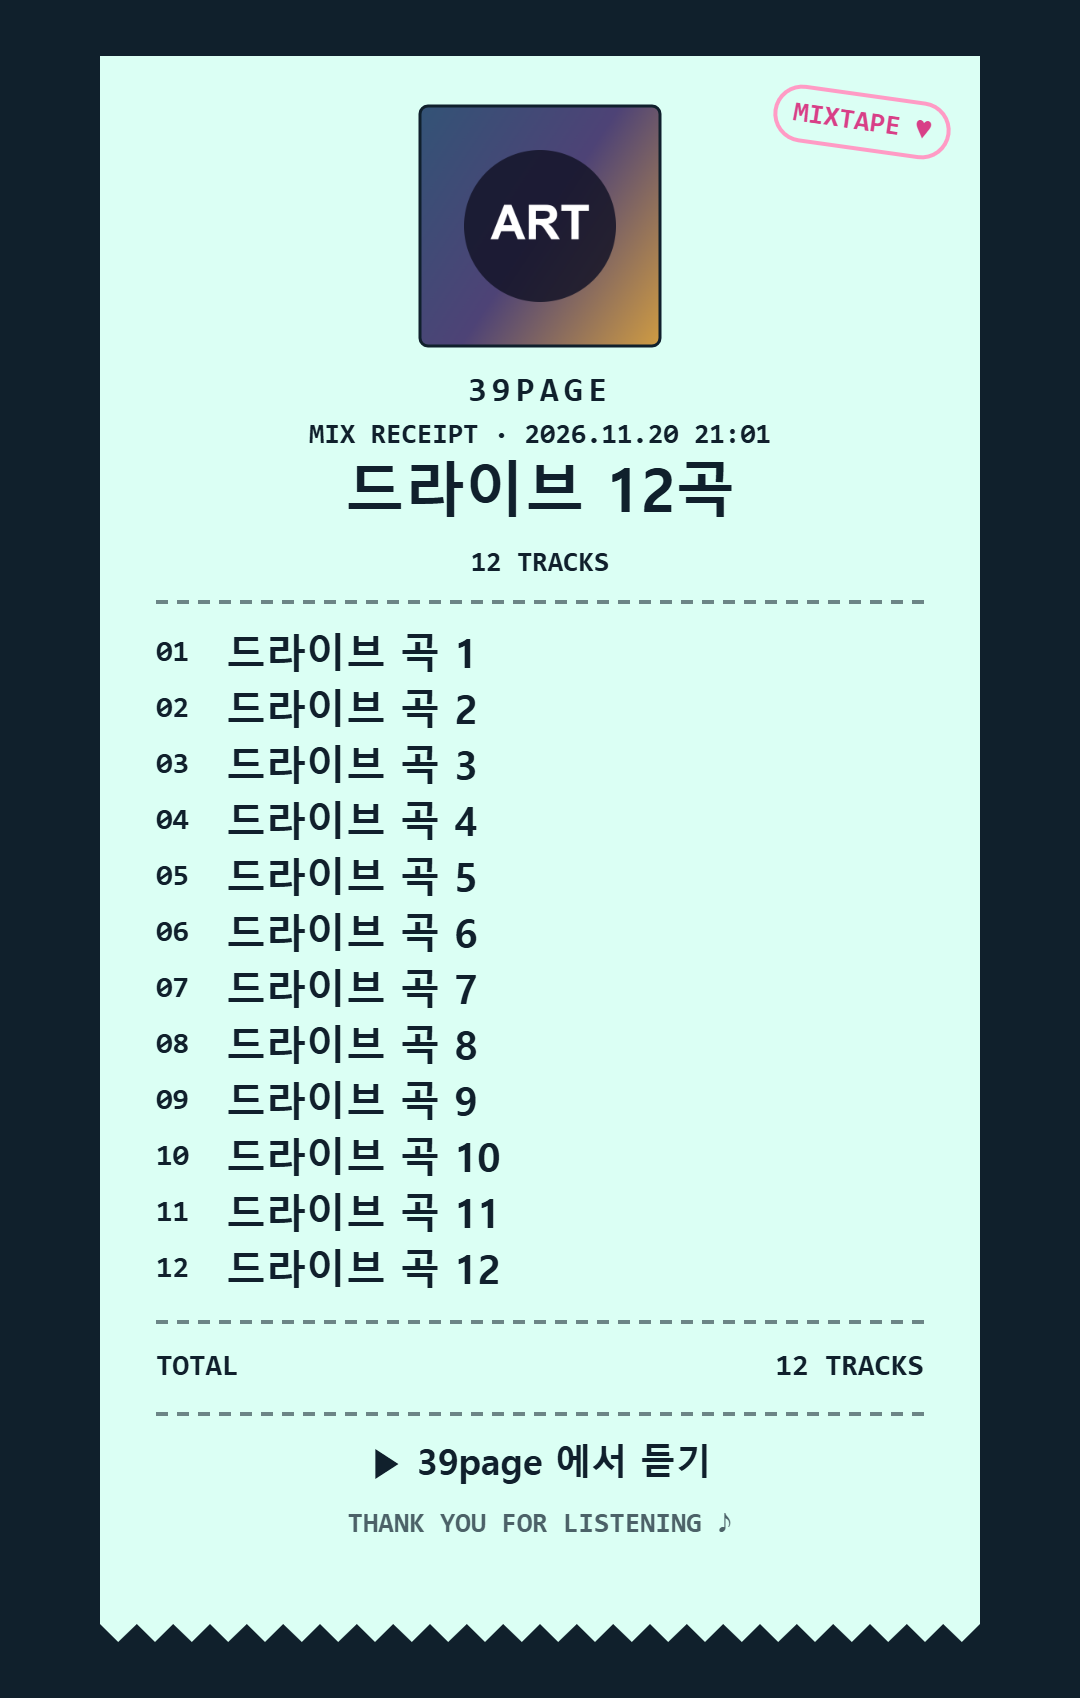 MIXTAPE ♥
ART
39PAGE
MIX RECEIPT · 2026.11.20 21:01
드라이브 12곡
12 TRACKS
01 드라이브 곡 1
02 드라이브 곡 2
03 드라이브 곡 3
04 드라이브 곡 4
05 드라이브 곡 5
06 드라이브 곡 6
07 드라이브 곡 7
08 드라이브 곡 8
09 드라이브 곡 9
10 드라이브 곡 10
11 드라이브 곡 11
12 드라이브 곡 12
TOTAL 12 TRACKS
▶ 39page 에서 듣기
THANK YOU FOR LISTENING ♪